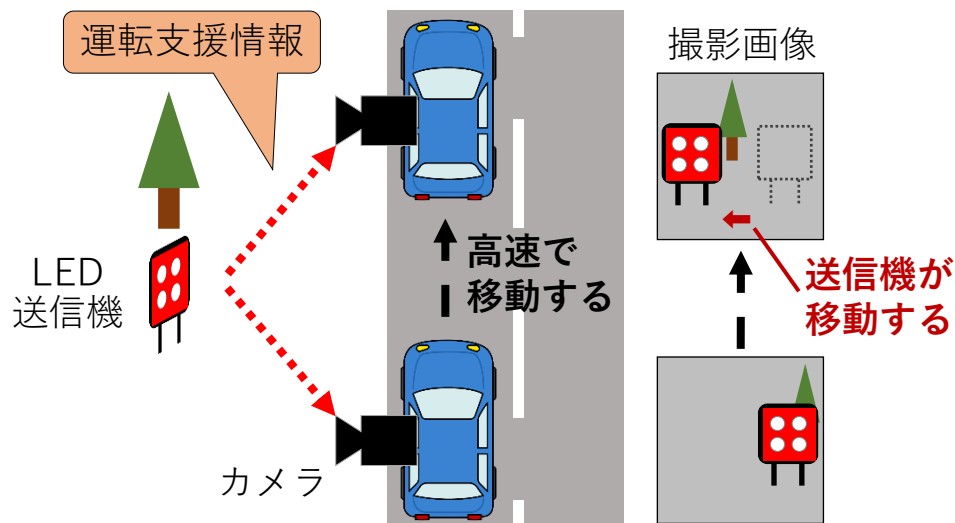 運転支援情報
撮影画像
LED
送信機
高速で
移動する
送信機が
移動する
カメラ